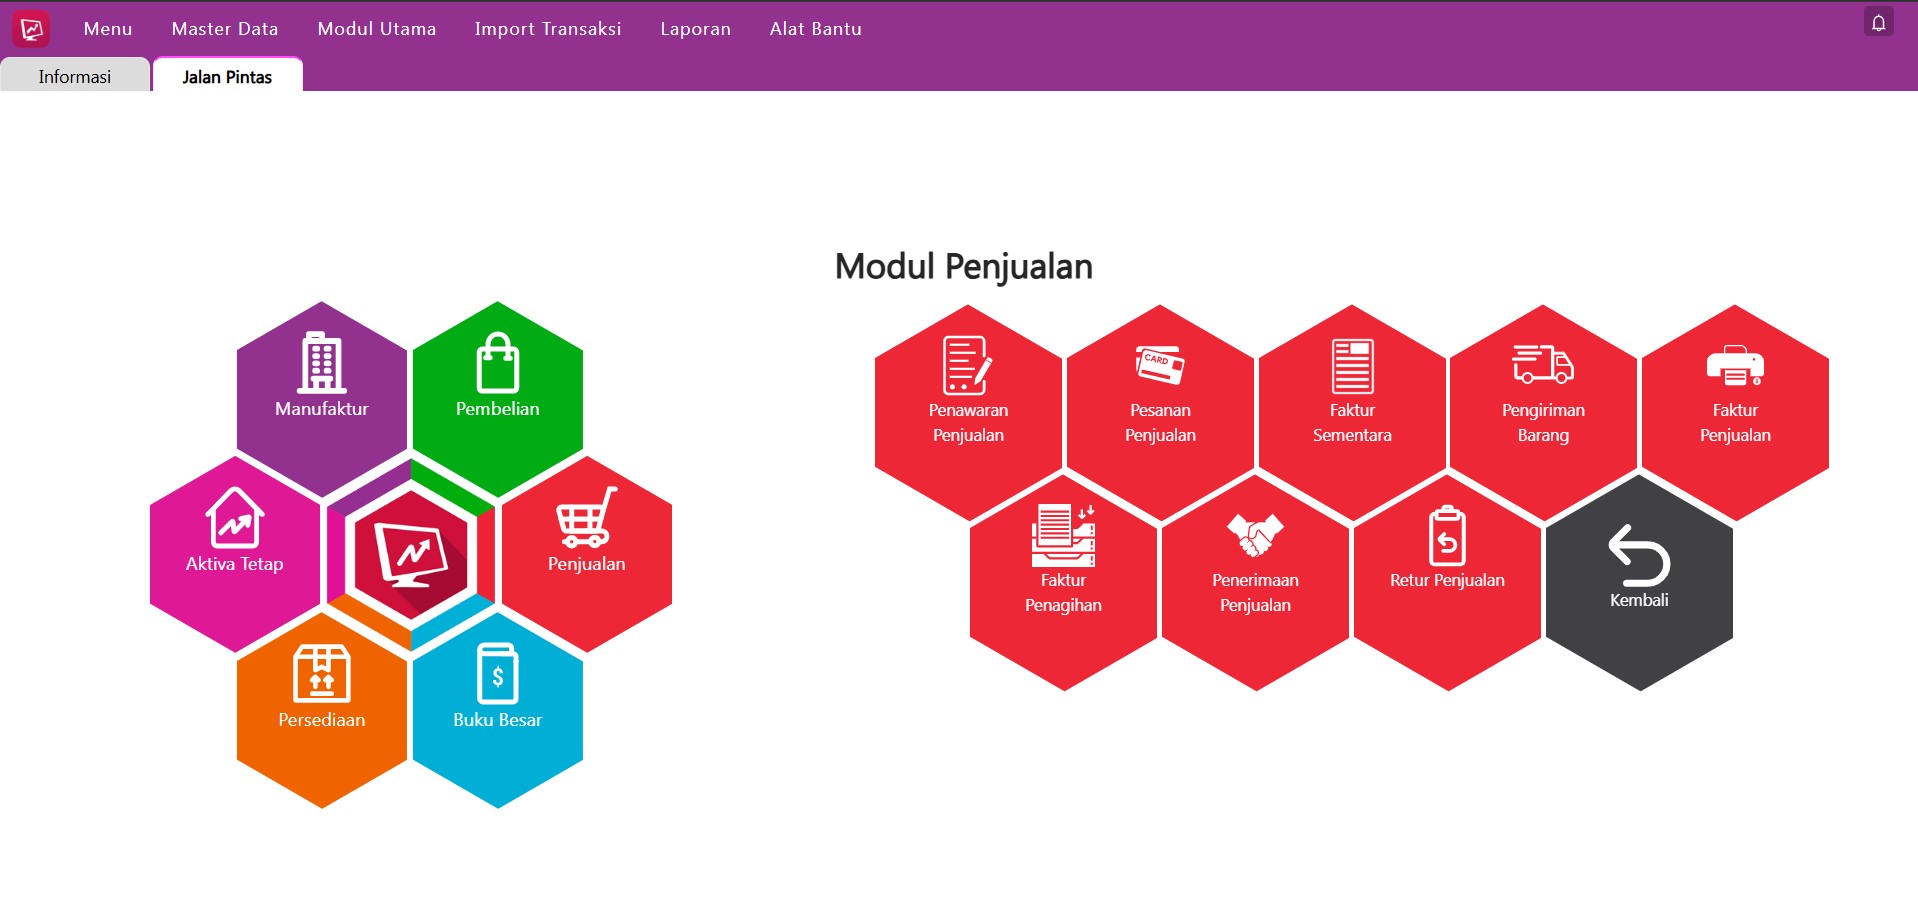 Menu
Master Data
Modul Utama
Import Transaksi
Laporan
Alat Bantu
Informasi
Jalan Pintas
Manufaktur
Pembelian
Aktiva Tetap
Penjualan
Persediaan
$
Buku Besar
Modul Penjualan
Penawaran
Penjualan
CARD
Pesanan
Penjualan
Faktur
Sementara
Pengiriman
Barang
Faktur
Penjualan
Faktur
Penagihan
Penerimaan
Penjualan
Retur Penjualan
Kembali